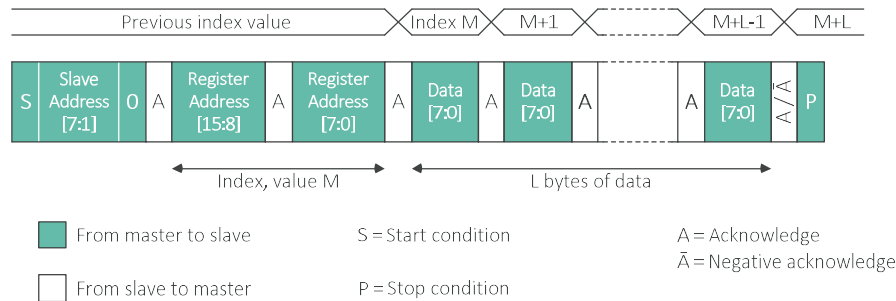 Previous index value Index M M+1 M+L-1 M+L
S Slave Address [7:1] 0 A Register Address [15:8] A Register Address [7:0] A Data [7:0] A Data [7:0] A A Data [7:0] A/Ā P
Index, value M L bytes of data
From master to slave S = Start condition A = Acknowledge
Ā = Negative acknowledge
From slave to master P = Stop condition